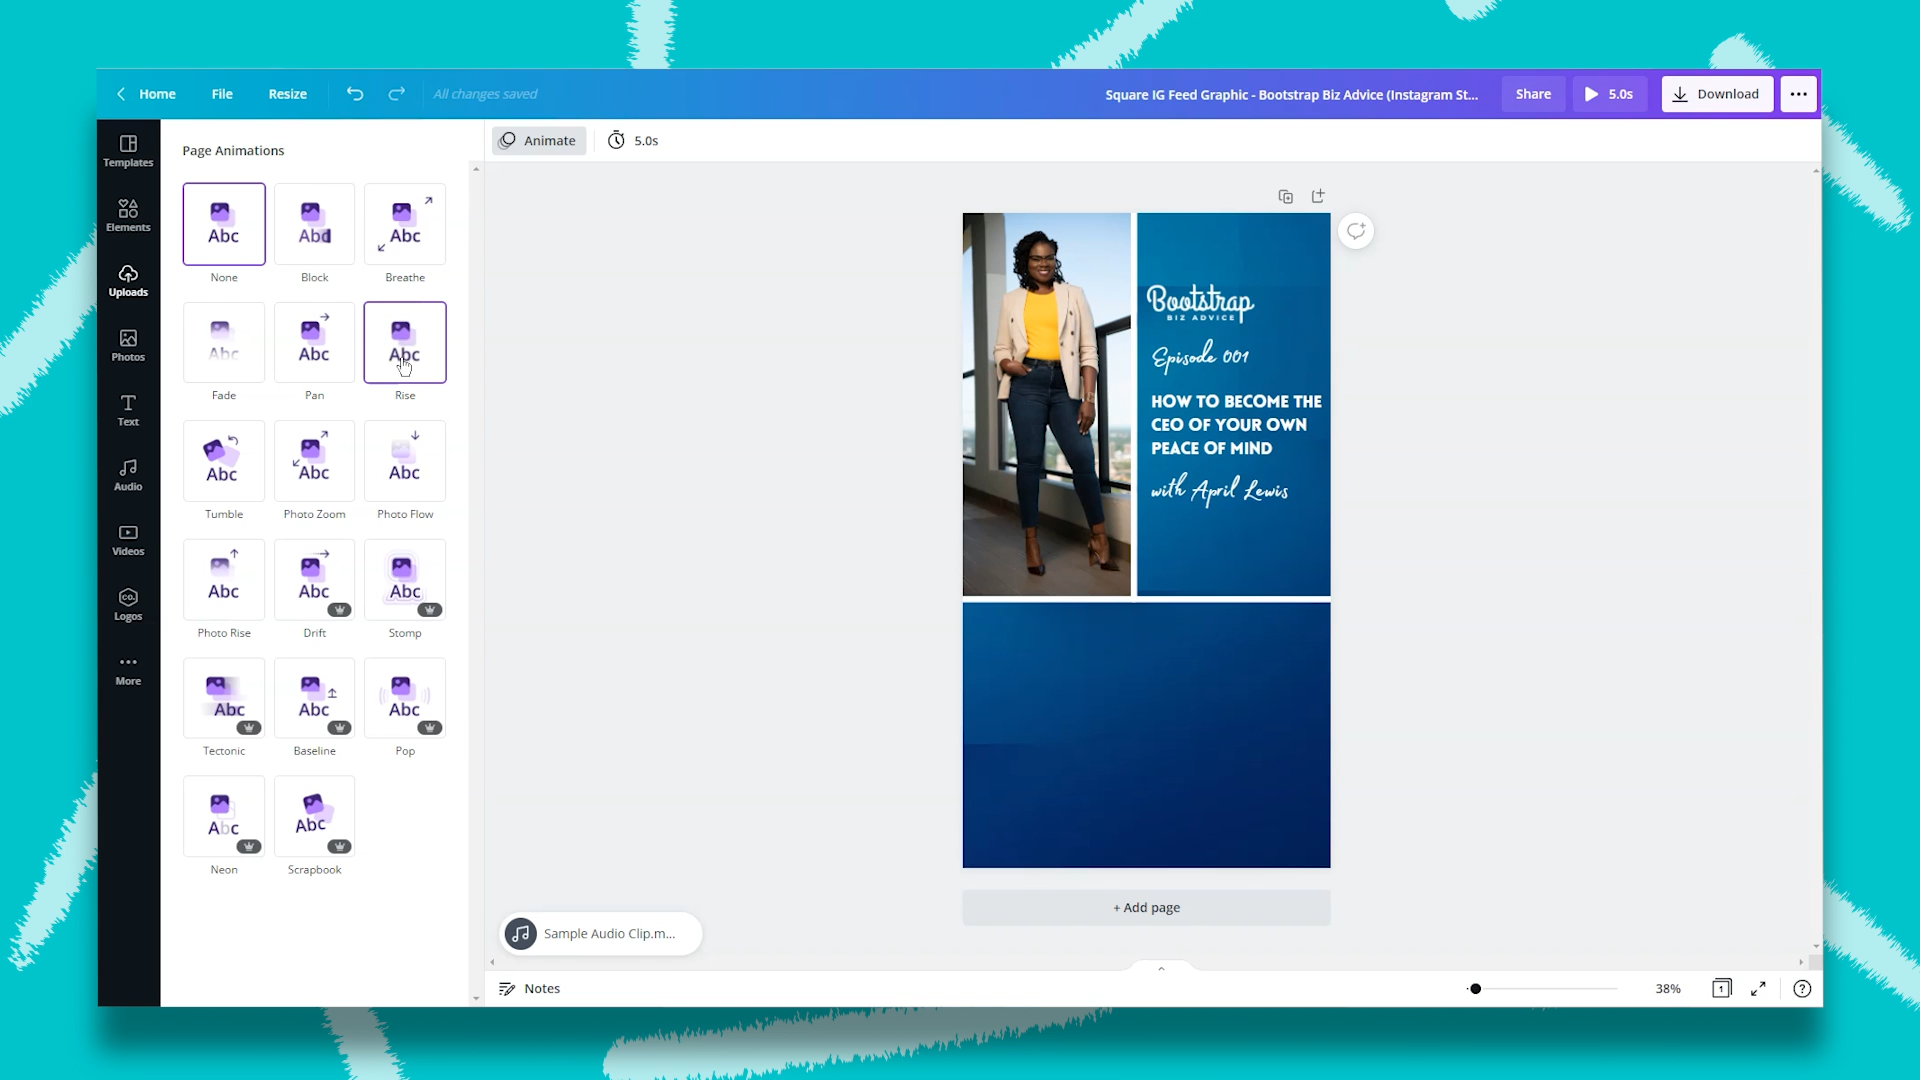 Home
File
Resize
All changes saved
Square IG Feed Graphic - Bootstrap Biz Advice (Instagram St...
Share
5.0s
Download
Templates
Elements
Uploads
Photos
Text
Audio
Videos
CO.
Logos
More
Page Animations
Abc
None
Abc
Block
Abc
Breathe
Abc
Fade
Abc
Pan
Abc
Rise
Abc
Tumble
Abc
Photo Zoom
Abc
Photo Flow
Abc
Photo Rise
Abc
Drift
Abc
Stomp
Abc
Tectonic
Abc
Baseline
Abc
Pop
Abc
Neon
Abc
Scrapbook
Animate
5.0s
Bootstrap
BIZ ADVICE
Episode 001
HOW TO BECOME THE
CEO OF YOUR OWN
PEACE OF MIND
with April Lewis
+ Add page
Sample Audio Clip.m...
Notes
38%
1
?